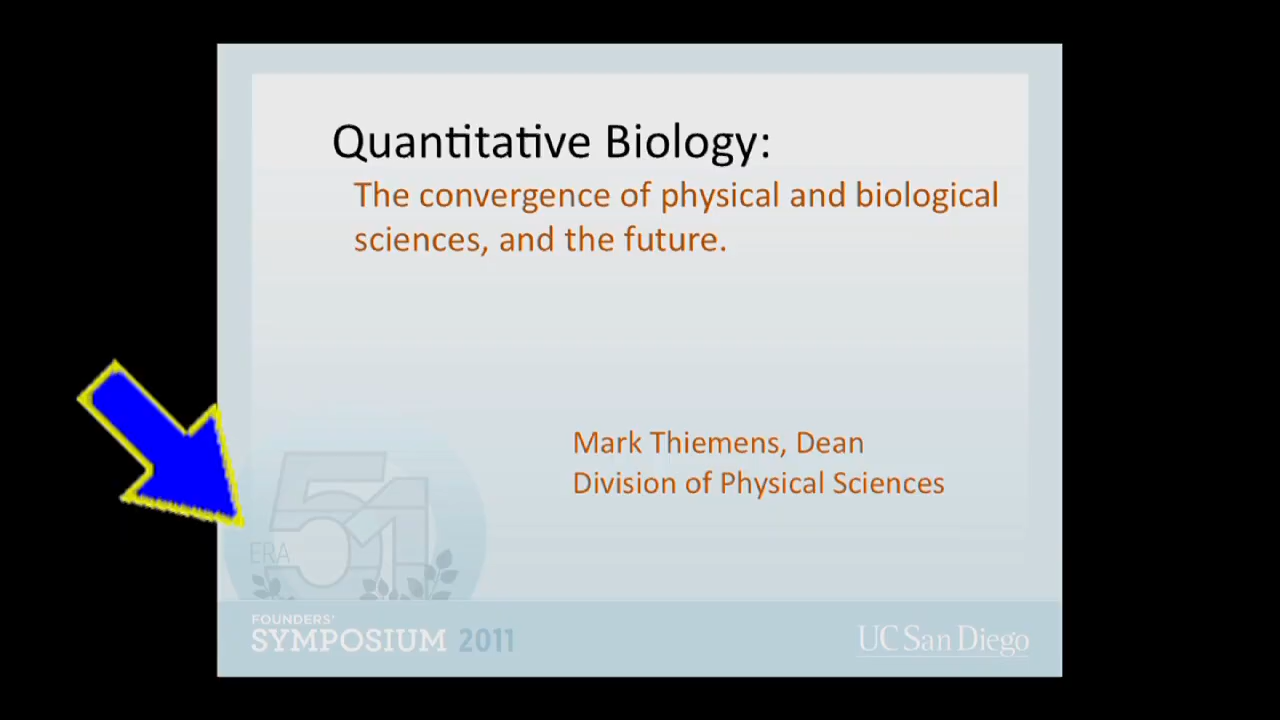 Quantitative Biology:
The convergence of physical and biological
sciences, and the future.
Mark Thiemens, Dean
Division of Physical Sciences
51
ERA
FOUNDERS'
SYMPOSIUM 2011
UC San Diego